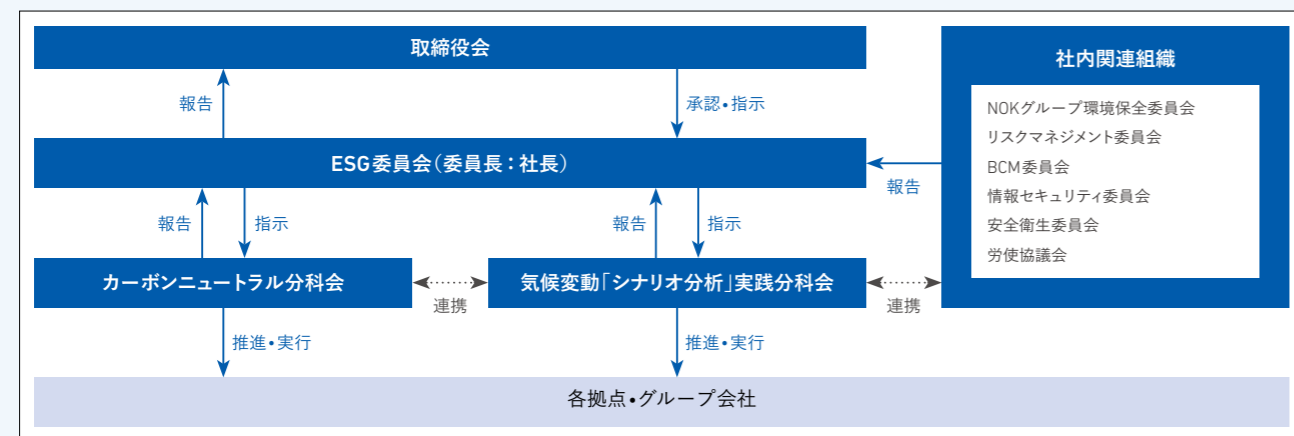 取締役会
社内関連組織
報告
承認・指示
NOKグループ環境保全委員会
リスクマネジメント委員会
BCM委員会
情報セキュリティ委員会
安全衛生委員会
労使協議会
ESG委員会（委員長：社長）
報告
報告
指示
報告
指示
カーボンニュートラル分科会
連携
気候変動「シナリオ分析」実践分科会
連携
推進・実行
推進・実行
各拠点・グループ会社